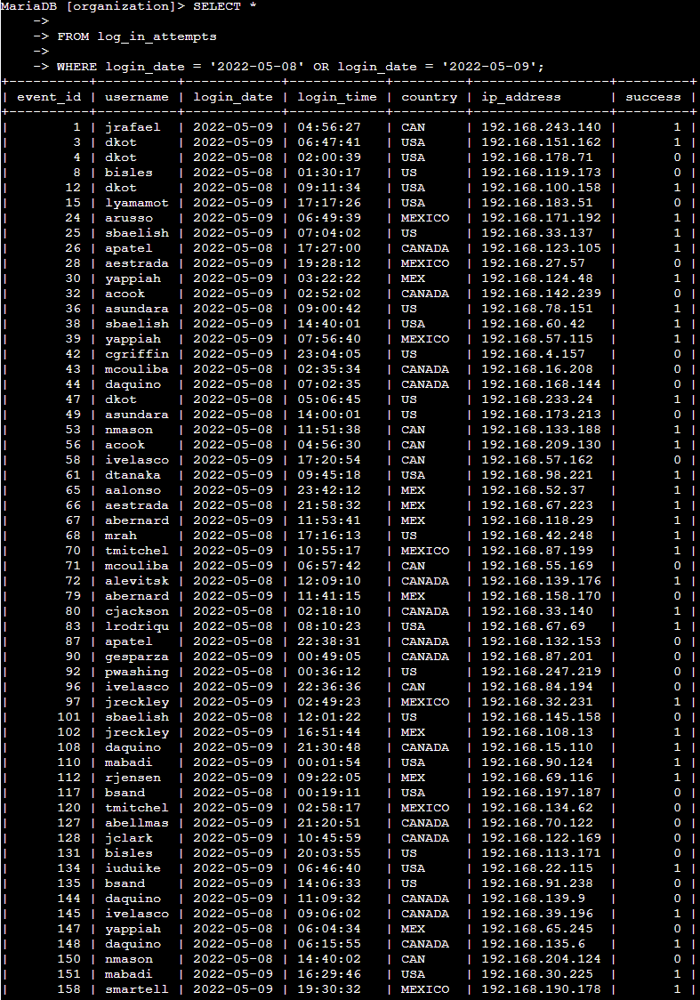 MariaDB [organization]> SELECT *
    ->
    -> FROM log_in_attempts
    ->
    -> WHERE login_date = '2022-05-08' OR login_date = '2022-05-09';
+----------+----------+------------+------------+---------+-----------------+---------+
| event_id | username | login_date | login_time | country | ip_address      | success |
+----------+----------+------------+------------+---------+-----------------+---------+
|        1 | jrafael  | 2022-05-09 | 04:56:27   | CAN     | 192.168.243.140 |       1 |
|        3 | dkot     | 2022-05-09 | 06:47:41   | USA     | 192.168.151.162 |       1 |
|        4 | dkot     | 2022-05-08 | 02:00:39   | USA     | 192.168.178.71  |       0 |
|        8 | bisles   | 2022-05-08 | 01:30:17   | US      | 192.168.119.173 |       0 |
|       12 | dkot     | 2022-05-08 | 09:11:34   | USA     | 192.168.100.158 |       1 |
|       15 | lyamamot | 2022-05-09 | 17:17:26   | USA     | 192.168.183.51  |       0 |
|       24 | arusso   | 2022-05-09 | 06:49:39   | MEXICO  | 192.168.171.192 |       1 |
|       25 | sbaelish | 2022-05-09 | 07:04:02   | US      | 192.168.33.137  |       1 |
|       26 | apatel   | 2022-05-08 | 17:27:00   | CANADA  | 192.168.123.105 |       1 |
|       28 | aestrada | 2022-05-09 | 19:28:12   | MEXICO  | 192.168.27.57   |       0 |
|       30 | yappiah  | 2022-05-09 | 03:22:22   | MEX     | 192.168.124.48  |       1 |
|       32 | acook    | 2022-05-09 | 02:52:02   | CANADA  | 192.168.142.239 |       0 |
|       36 | asundara | 2022-05-08 | 09:00:42   | US      | 192.168.78.151  |       1 |
|       38 | sbaelish | 2022-05-09 | 14:40:01   | USA     | 192.168.60.42   |       1 |
|       39 | yappiah  | 2022-05-09 | 07:56:40   | MEXICO  | 192.168.57.115  |       1 |
|       42 | cgriffin | 2022-05-09 | 23:04:05   | US      | 192.168.4.157   |       0 |
|       43 | mcouliba | 2022-05-08 | 02:35:34   | CANADA  | 192.168.16.208  |       0 |
|       44 | daquino  | 2022-05-08 | 07:02:35   | CANADA  | 192.168.168.144 |       0 |
|       47 | dkot     | 2022-05-08 | 05:06:45   | US      | 192.168.233.24  |       1 |
|       49 | asundara | 2022-05-08 | 14:00:01   | US      | 192.168.173.213 |       0 |
|       53 | nmason   | 2022-05-08 | 11:51:38   | CAN     | 192.168.133.188 |       1 |
|       56 | acook    | 2022-05-08 | 04:56:30   | CAN     | 192.168.209.130 |       1 |
|       58 | ivelasco | 2022-05-09 | 17:20:54   | CAN     | 192.168.57.162  |       0 |
|       61 | dtanaka  | 2022-05-09 | 09:45:18   | USA     | 192.168.98.221  |       1 |
|       65 | aalonso  | 2022-05-09 | 23:42:12   | MEX     | 192.168.52.37   |       1 |
|       66 | aestrada | 2022-05-08 | 21:58:32   | MEX     | 192.168.67.223  |       1 |
|       67 | abernard | 2022-05-09 | 11:53:41   | MEX     | 192.168.118.29  |       1 |
|       68 | mrah     | 2022-05-08 | 17:16:13   | US      | 192.168.42.248  |       1 |
|       70 | tmitchel | 2022-05-09 | 10:55:17   | MEXICO  | 192.168.87.199  |       1 |
|       71 | mcouliba | 2022-05-09 | 06:57:42   | CAN     | 192.168.55.169  |       0 |
|       72 | alevitsk | 2022-05-08 | 12:09:10   | CANADA  | 192.168.139.176 |       1 |
|       79 | abernard | 2022-05-09 | 11:41:15   | MEX     | 192.168.158.170 |       0 |
|       80 | cjackson | 2022-05-08 | 02:18:10   | CANADA  | 192.168.33.140  |       1 |
|       83 | lrodriqu | 2022-05-08 | 08:10:23   | USA     | 192.168.67.69   |       1 |
|       87 | apatel   | 2022-05-08 | 22:38:31   | CANADA  | 192.168.132.153 |       0 |
|       90 | gesparza | 2022-05-09 | 00:49:05   | CANADA  | 192.168.87.201  |       0 |
|       92 | pwashing | 2022-05-08 | 00:36:12   | US      | 192.168.247.219 |       0 |
|       96 | ivelasco | 2022-05-09 | 22:36:36   | CAN     | 192.168.84.194  |       0 |
|       97 | jreckley | 2022-05-09 | 02:49:23   | MEXICO  | 192.168.32.231  |       1 |
|      101 | sbaelish | 2022-05-08 | 12:01:22   | US      | 192.168.145.158 |       0 |
|      102 | jreckley | 2022-05-09 | 16:51:44   | MEX     | 192.168.108.13  |       1 |
|      108 | daquino  | 2022-05-09 | 21:30:48   | CANADA  | 192.168.15.110  |       1 |
|      110 | mabadi   | 2022-05-09 | 00:01:54   | USA     | 192.168.90.124  |       1 |
|      112 | rjensen  | 2022-05-09 | 09:22:05   | MEX     | 192.168.69.116  |       1 |
|      117 | bsand    | 2022-05-08 | 00:19:11   | USA     | 192.168.197.187 |       0 |
|      120 | tmitchel | 2022-05-09 | 02:58:17   | MEXICO  | 192.168.134.62  |       0 |
|      127 | abellmas | 2022-05-09 | 21:20:51   | CANADA  | 192.168.70.122  |       0 |
|      128 | jclark   | 2022-05-09 | 10:45:59   | CANADA  | 192.168.122.169 |       0 |
|      131 | bisles   | 2022-05-09 | 20:03:55   | US      | 192.168.113.171 |       0 |
|      134 | iuduike  | 2022-05-09 | 06:46:40   | USA     | 192.168.22.115  |       1 |
|      135 | bsand    | 2022-05-09 | 14:06:33   | US      | 192.168.91.238  |       0 |
|      144 | daquino  | 2022-05-09 | 11:09:32   | CANADA  | 192.168.139.9   |       0 |
|      145 | ivelasco | 2022-05-08 | 09:06:02   | CANADA  | 192.168.39.196  |       1 |
|      147 | yappiah  | 2022-05-08 | 06:04:34   | MEX     | 192.168.65.245  |       0 |
|      148 | daquino  | 2022-05-08 | 06:15:55   | CANADA  | 192.168.135.6   |       1 |
|      150 | nmason   | 2022-05-08 | 14:40:02   | CAN     | 192.168.204.124 |       0 |
|      151 | mabadi   | 2022-05-08 | 16:29:46   | USA     | 192.168.30.225  |       1 |
|      158 | smartell | 2022-05-09 | 19:30:32   | MEXICO  | 192.168.190.178 |       1 |